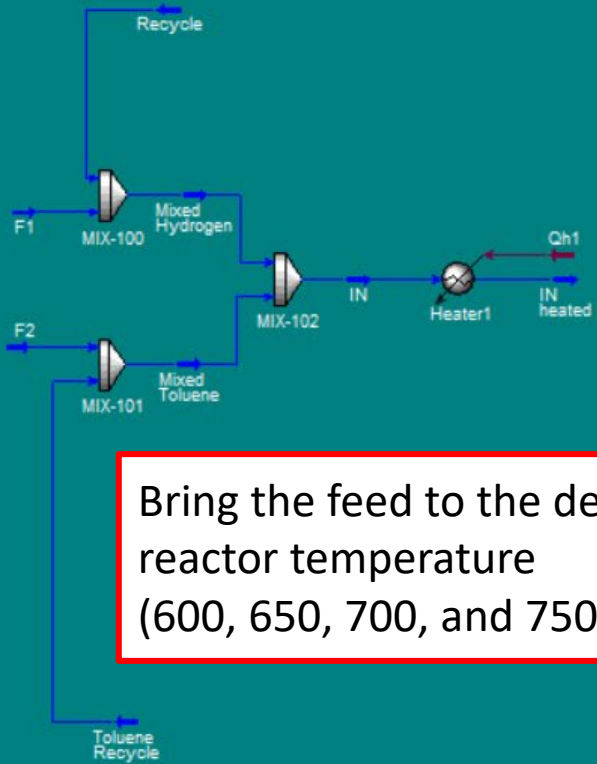 Recycle
F1
MIX-100
Mixed
Hydrogen
MIX-102
IN
Qh1
Heater1
IN
heated
F2
MIX-101
Mixed
Toluene
Bring the feed to the de
reactor temperature
(600, 650, 700, and 750
Toluene
Recycle